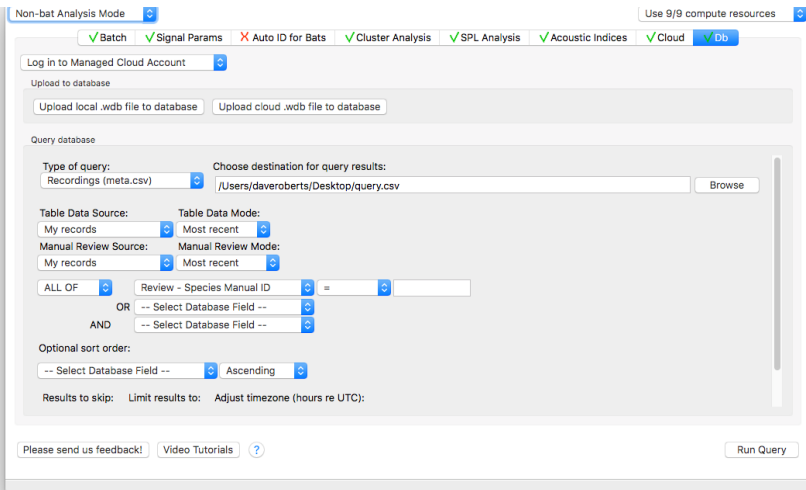 Non-bat Analysis Mode Use 9/9 compute resources
√Batch √Signal Params X Auto ID for Bats √Cluster Analysis √SPL Analysis √Acoustic Indices √Cloud √Db
Log in to Managed Cloud Account
Upload to database
Upload local .wdb file to database Upload cloud .wdb file to database
Query database
Type of query: Choose destination for query results:
Recordings (meta.csv) /Users/daveroberts/Desktop/query.csv Browse
Table Data Source: Table Data Mode:
My records Most recent
Manual Review Source: Manual Review Mode:
My records Most recent
ALL OF Review - Species Manual ID =
OR -- Select Database Field --
AND -- Select Database Field --
Optional sort order:
-- Select Database Field -- Ascending
Results to skip: Limit results to: Adjust timezone (hours re UTC):
Please send us feedback! Video Tutorials ? Run Query